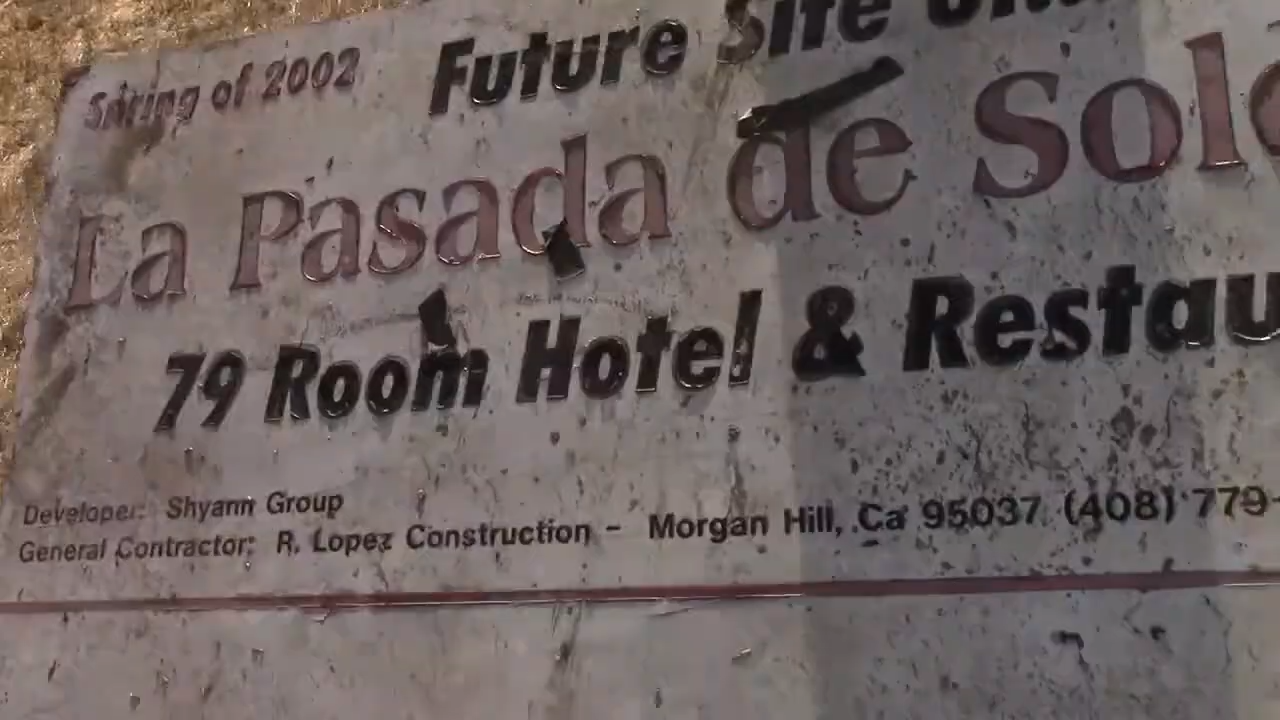 Spring of 2002
Future Site
La Pasada de Sol
79 Room Hotel & Restau
Developer: Shyann Group
General Contractor: R. Lopez Construction - Morgan Hill, Ca 95037 (408) 779-